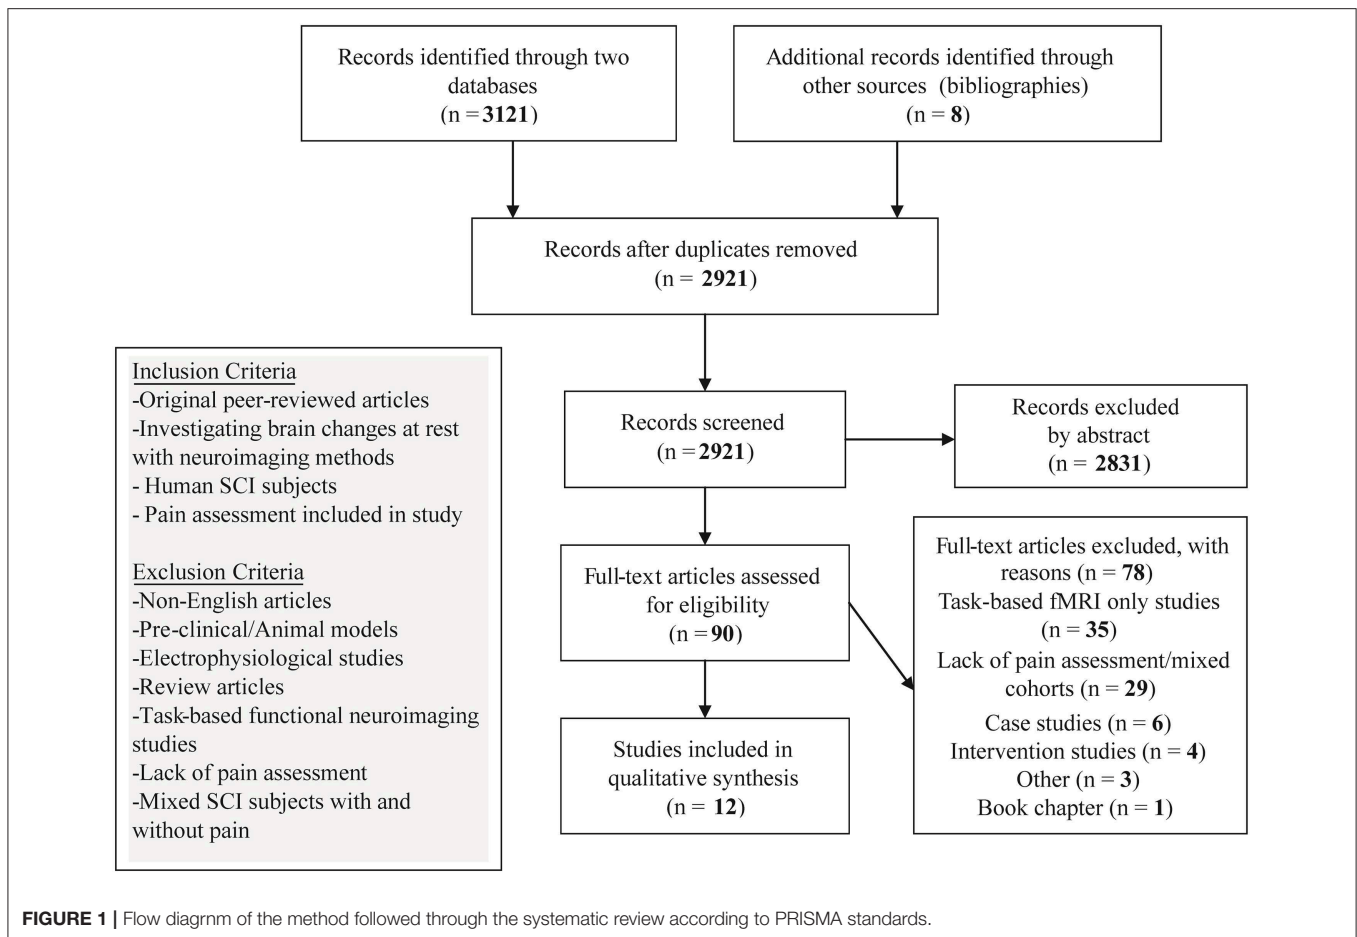 Records identified through two
databases
(n = 3121)
Additional records identified through
other sources (bibliographies)
(n = 8)
Records after duplicates removed
(n = 2921)
Inclusion Criteria
-Original peer-reviewed articles
-Investigating brain changes at rest
with neuroimaging methods
- Human SCI subjects
- Pain assessment included in study
Exclusion Criteria
-Non-English articles
-Pre-clinical/Animal models
-Electrophysiological studies
-Review articles
-Task-based functional neuroimaging
studies
-Lack of pain assessment
-Mixed SCI subjects with and
without pain
Records screened
(n = 2921)
Records excluded
by abstract
(n = 2831)
Full-text articles assessed
for eligibility
(n = 90)
Full-text articles excluded, with
reasons (n = 78)
Task-based fMRI only studies
(n = 35)
Lack of pain assessment/mixed
cohorts (n = 29)
Case studies (n = 6)
Intervention studies (n = 4)
Other (n = 3)
Book chapter (n = 1)
Studies included in
qualitative synthesis
(n = 12)
FIGURE 1 | Flow diagrnm of the method followed through the systematic review according to PRISMA standards.